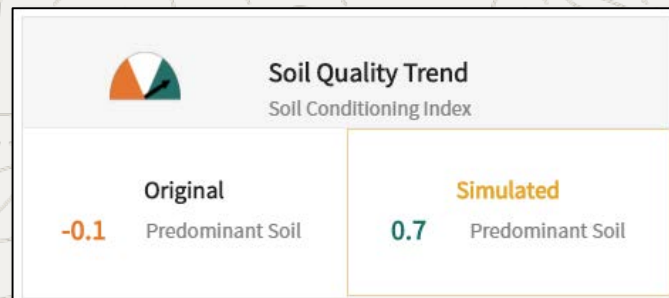 Soil Quality Trend
Soil Conditioning Index
Original
-0.1 Predominant Soil
Simulated
0.7 Predominant Soil